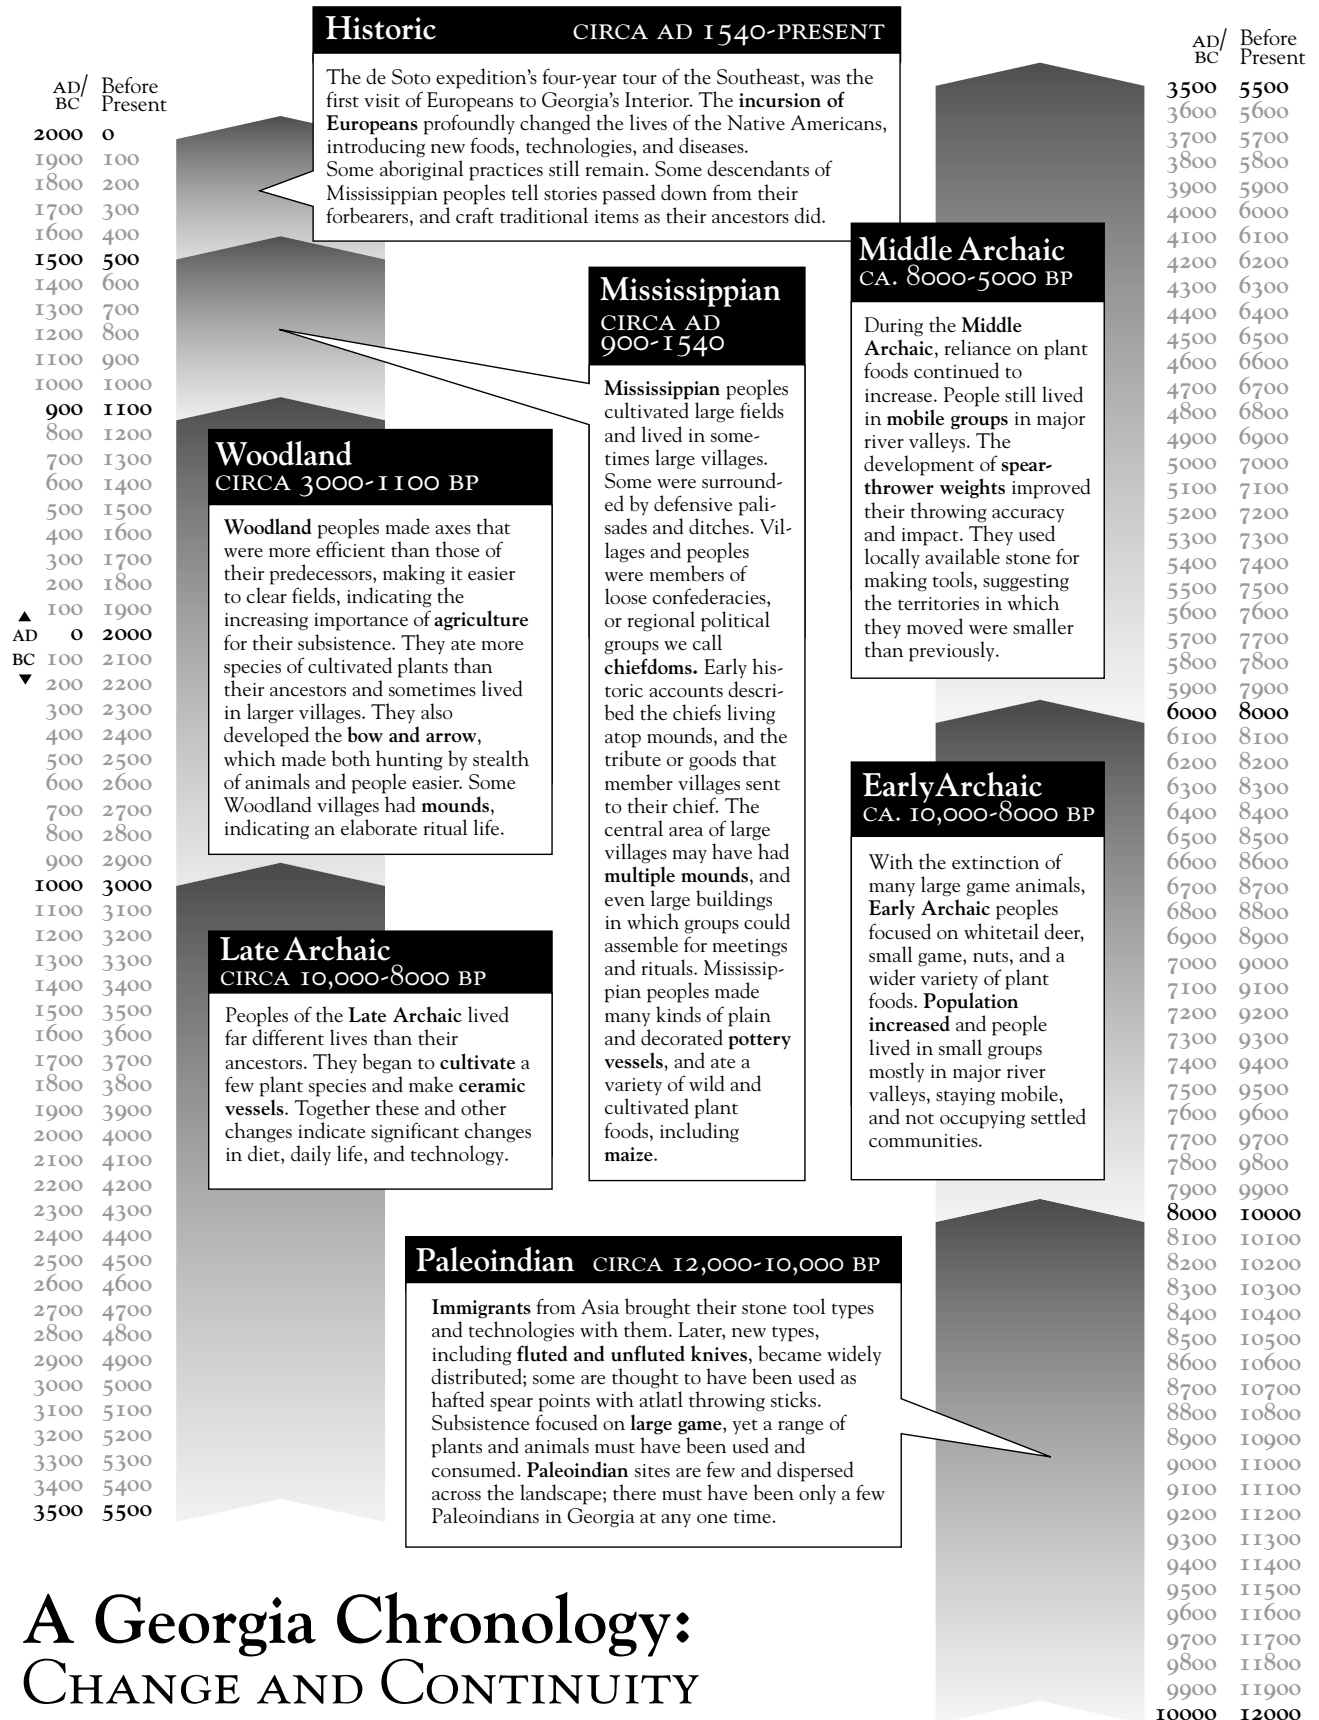 Historic CIRCA AD 1540-PRESENT
The de Soto expedition's four-year tour of the Southeast, was the
first visit of Europeans to Georgia's Interior. The incursion of
Europeans profoundly changed the lives of the Native Americans,
introducing new foods, technologies, and diseases.
Some aboriginal practices still remain. Some descendants of
Mississippian peoples tell stories passed down from their
forbearers, and craft traditional items as their ancestors did.
AD/ Before
BC Present
2000 0
1900 100
1800 200
1700 300
1600 400
1500 500
1400 600
1300 700
1200 800
1100 900
1000 1000
900 1100
800 1200
700 1300
600 1400
500 1500
400 1600
300 1700
200 1800
100 1900
▲
AD 0 2000
BC 100 2100
▼
200 2200
300 2300
400 2400
500 2500
600 2600
700 2700
800 2800
900 2900
1000 3000
1100 3100
1200 3200
1300 3300
1400 3400
1500 3500
1600 3600
1700 3700
1800 3800
1900 3900
2000 4000
2100 4100
2200 4200
2300 4300
2400 4400
2500 4500
2600 4600
2700 4700
2800 4800
2900 4900
3000 5000
3100 5100
3200 5200
3300 5300
3400 5400
3500 5500
Woodland
CIRCA 3000-1100 BP
Woodland peoples made axes that
were more efficient than those of
their predecessors, making it easier
to clear fields, indicating the
increasing importance of agriculture
for their subsistence. They ate more
species of cultivated plants than
their ancestors and sometimes lived
in larger villages. They also
developed the bow and arrow,
which made both hunting by stealth
of animals and people easier. Some
Woodland villages had mounds,
indicating an elaborate ritual life.
Late Archaic
CIRCA 10,000-8000 BP
Peoples of the Late Archaic lived
far different lives than their
ancestors. They began to cultivate a
few plant species and make ceramic
vessels. Together these and other
changes indicate significant changes
in diet, daily life, and technology.
Mississippian
CIRCA AD
900-1540
Mississippian peoples
cultivated large fields
and lived in some-
times large villages.
Some were surround-
ed by defensive pali-
sades and ditches. Vil-
lages and peoples
were members of
loose confederacies,
or regional political
groups we call
chiefdoms. Early his-
toric accounts descri-
bed the chiefs living
atop mounds, and the
tribute or goods that
member villages sent
to their chief. The
central area of large
villages may have had
multiple mounds, and
even large buildings
in which groups could
assemble for meetings
and rituals. Mississip-
pian peoples made
many kinds of plain
and decorated pottery
vessels, and ate a
variety of wild and
cultivated plant
foods, including
maize.
Middle Archaic
CA. 8000-5000 BP
During the Middle
Archaic, reliance on plant
foods continued to
increase. People still lived
in mobile groups in major
river valleys. The
development of spear-
thrower weights improved
their throwing accuracy
and impact. They used
locally available stone for
making tools, suggesting
the territories in which
they moved were smaller
than previously.
Early Archaic
CA. 10,000-8000 BP
With the extinction of
many large game animals,
Early Archaic peoples
focused on whitetail deer,
small game, nuts, and a
wider variety of plant
foods. Population
increased and people
lived in small groups
mostly in major river
valleys, staying mobile,
and not occupying settled
communities.
Paleoindian CIRCA 12,000-10,000 BP
Immigrants from Asia brought their stone tool types
and technologies with them. Later, new types,
including fluted and unfluted knives, became widely
distributed; some are thought to have been used as
hafted spear points with atlatl throwing sticks.
Subsistence focused on large game, yet a range of
plants and animals must have been used and
consumed. Paleoindian sites are few and dispersed
across the landscape; there must have been only a few
Paleoindians in Georgia at any one time.
AD/ Before
BC Present
3500 5500
3600 5600
3700 5700
3800 5800
3900 5900
4000 6000
4100 6100
4200 6200
4300 6300
4400 6400
4500 6500
4600 6600
4700 6700
4800 6800
4900 6900
5000 7000
5100 7100
5200 7200
5300 7300
5400 7400
5500 7500
5600 7600
5700 7700
5800 7800
5900 7900
6000 8000
6100 8100
6200 8200
6300 8300
6400 8400
6500 8500
6600 8600
6700 8700
6800 8800
6900 8900
7000 9000
7100 9100
7200 9200
7300 9300
7400 9400
7500 9500
7600 9600
7700 9700
7800 9800
7900 9900
8000 10000
8100 10100
8200 10200
8300 10300
8400 10400
8500 10500
8600 10600
8700 10700
8800 10800
8900 10900
9000 11000
9100 11100
9200 11200
9300 11300
9400 11400
9500 11500
9600 11600
9700 11700
9800 11800
9900 11900
10000 12000
A Georgia Chronology:
CHANGE AND CONTINUITY